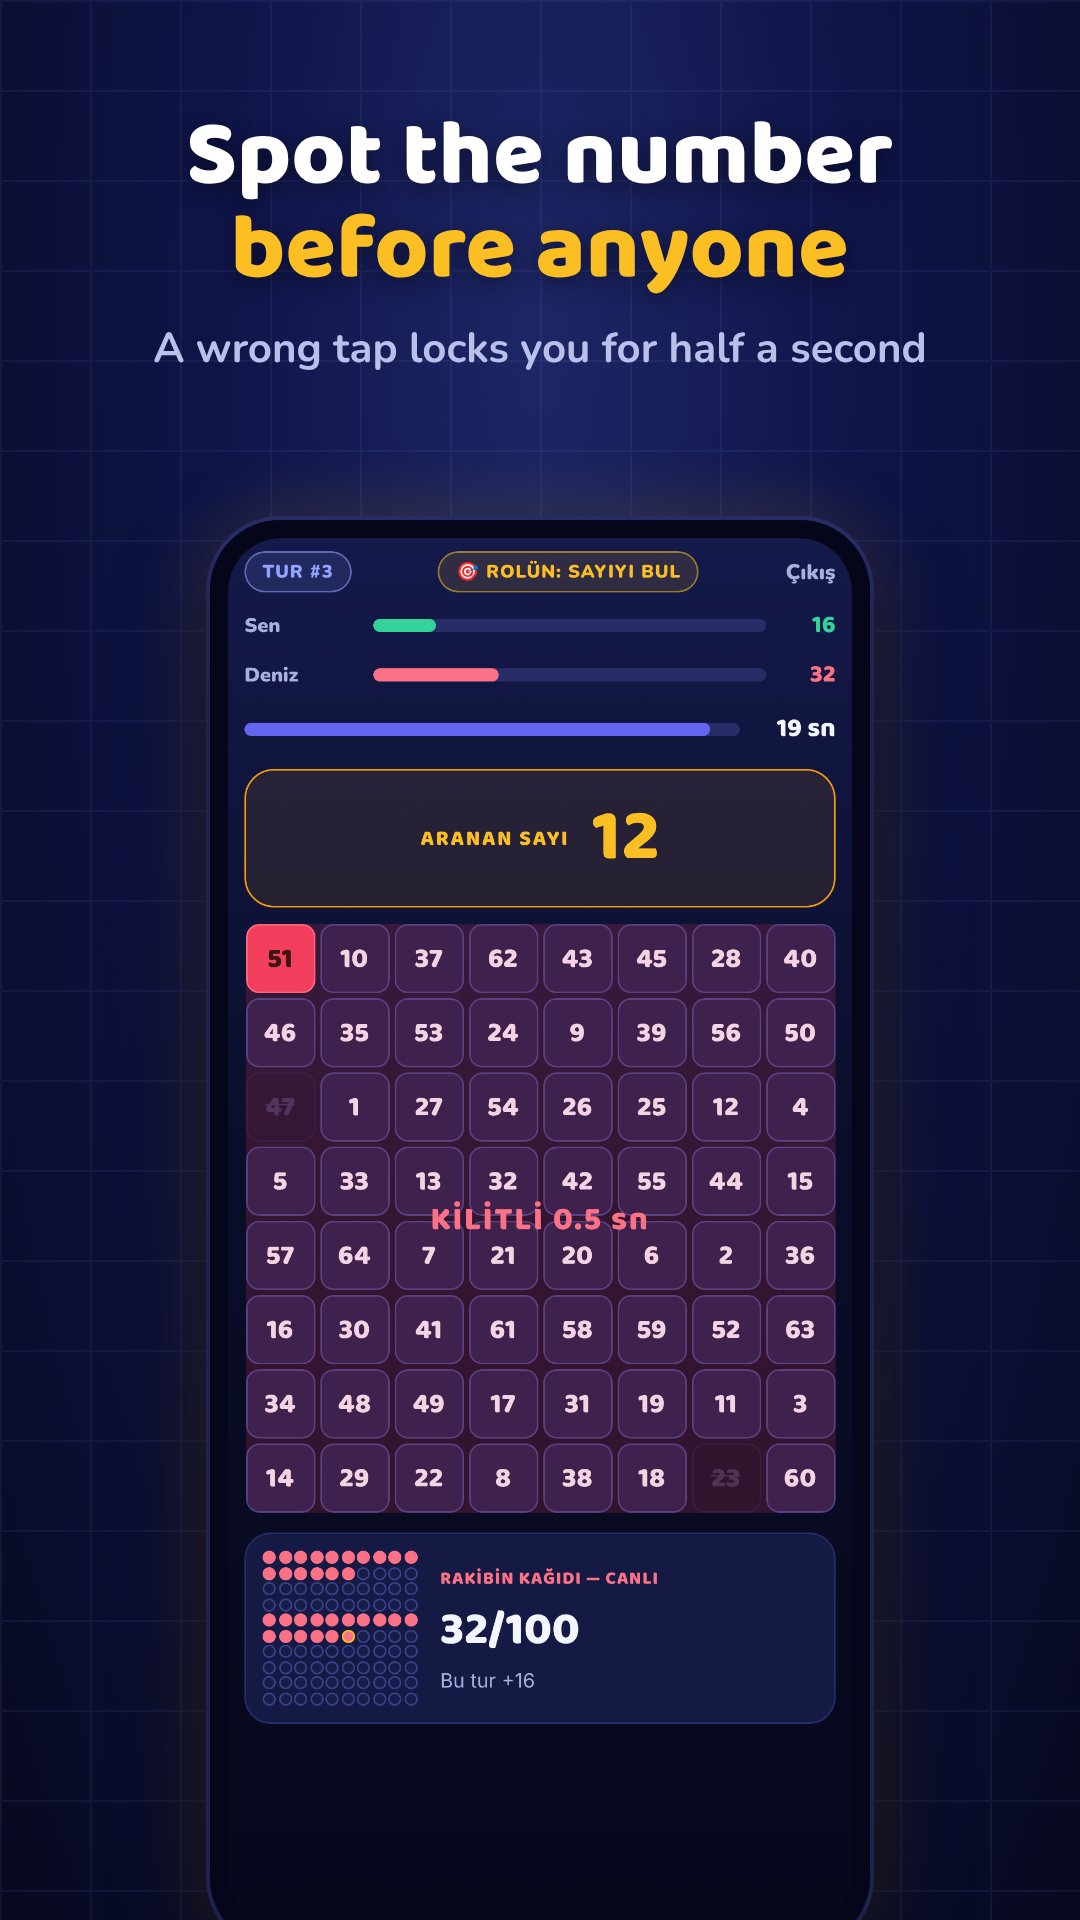 Spot the number
before anyone
A wrong tap locks you for half a second
TUR #3 🎯 ROLÜN: SAYIYI BUL Çıkış
Sen 16
Deniz 32
19 sn
ARANAN SAYI 12
51 10 37 62 43 45 28 40
46 35 53 24 9 39 56 50
47 1 27 54 26 25 12 4
5 33 13 32 42 55 44 15
KİLİTLİ 0.5 sn
57 64 7 21 20 6 2 36
16 30 41 61 58 59 52 63
34 48 49 17 31 19 11 3
14 29 22 8 38 18 23 60
RAKİBİN KAĞIDI — CANLI
32/100
Bu tur +16